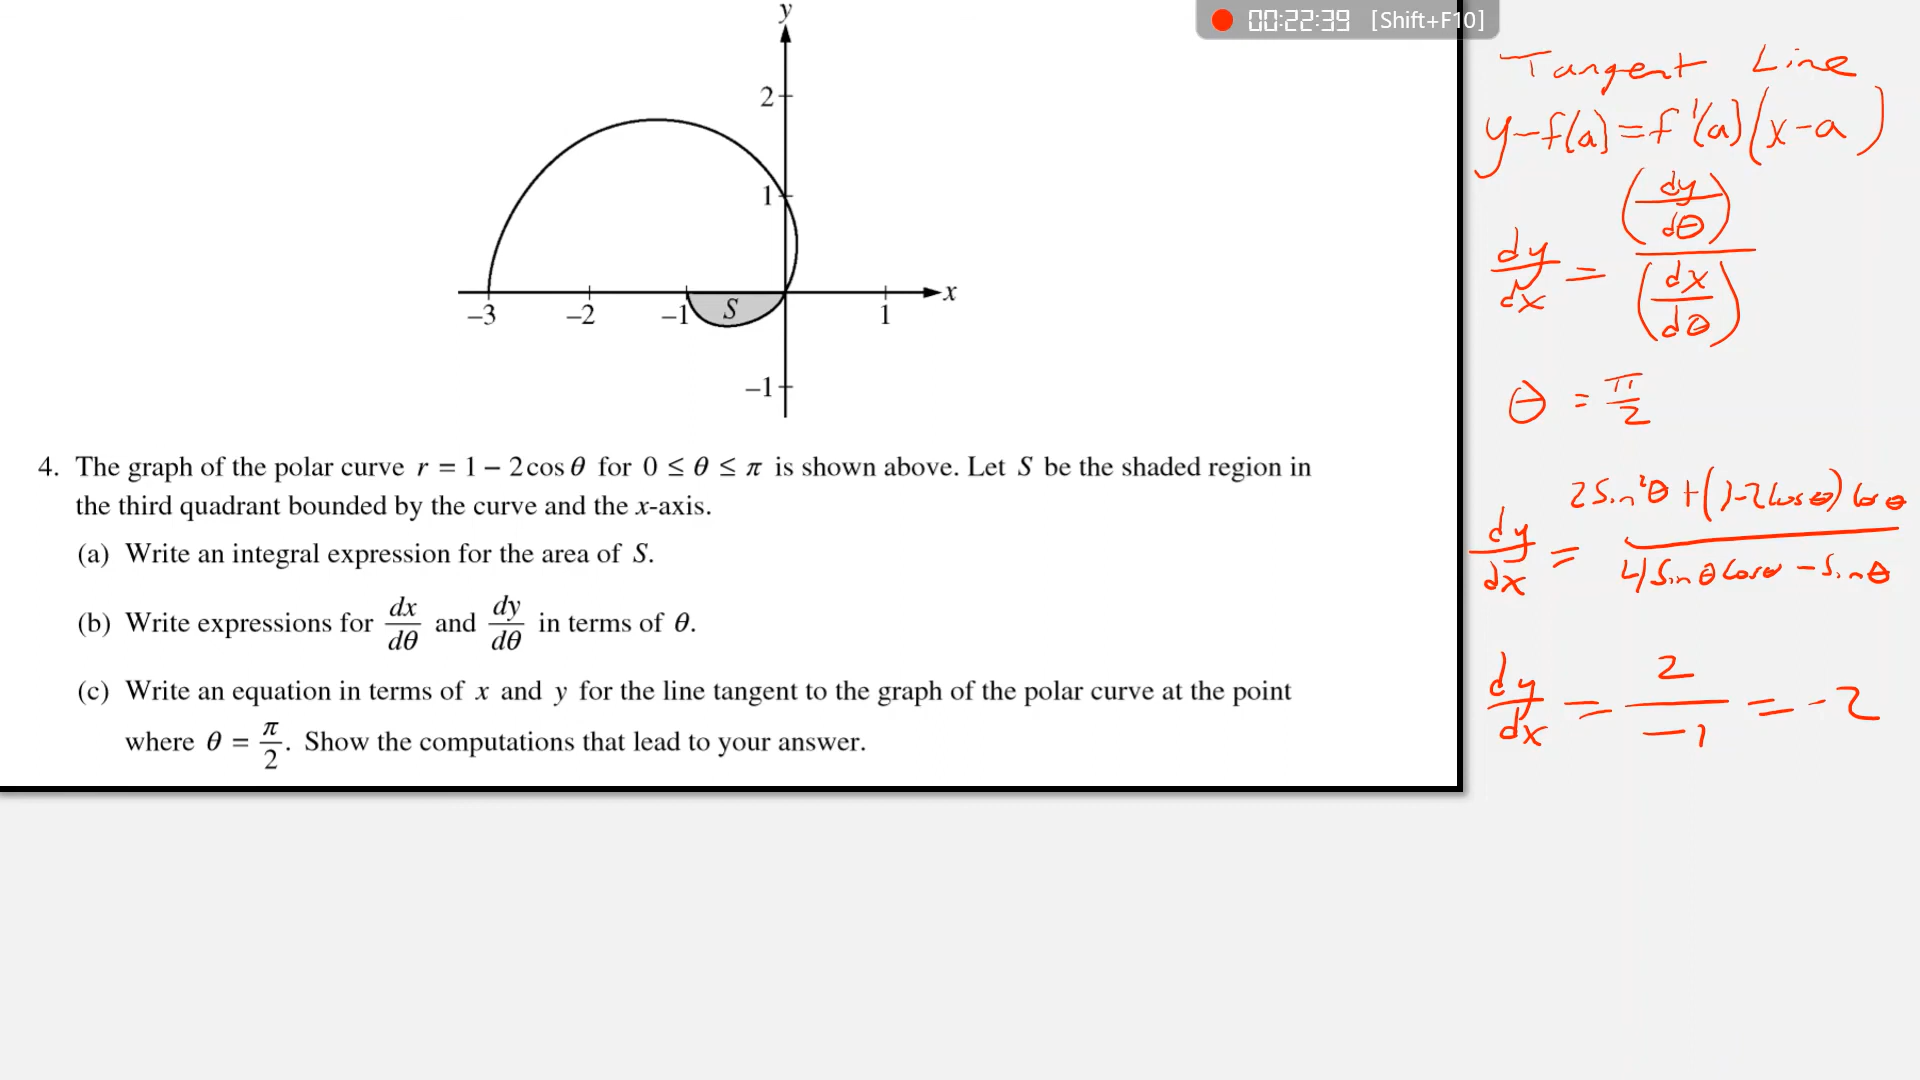 00:22:39 [Shift+F10]
y
2
1
-3 -2 -1 S 1 x
-1
4. The graph of the polar curve r = 1 − 2cos θ for 0 ≤ θ ≤ π is shown above. Let S be the shaded region in
the third quadrant bounded by the curve and the x-axis.
(a) Write an integral expression for the area of S.
(b) Write expressions for dx/dθ and dy/dθ in terms of θ.
(c) Write an equation in terms of x and y for the line tangent to the graph of the polar curve at the point
where θ = π/2. Show the computations that lead to your answer.
Tangent Line
y-f(a)=f'(a)(x-a)
dy/dx = (dy/dθ)/(dx/dθ)
θ = π/2
dy/dx = (2Sin²θ+(1-2cosθ)cosθ)/(4Sinθcosθ-Sinθ)
dy/dx = 2/-1 = -2